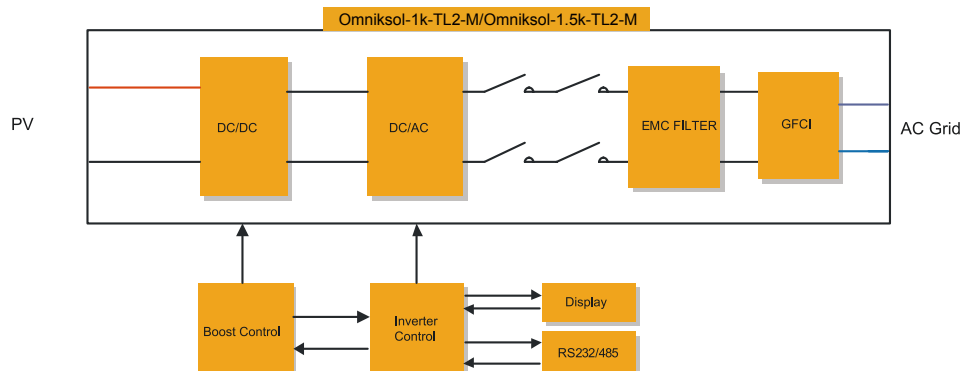 Omniksol-1k-TL2-M/Omniksol-1.5k-TL2-M
PV
DC/DC
DC/AC
EMC FILTER
GFCI
AC Grid
Boost Control
Inverter
Control
Display
RS232/485